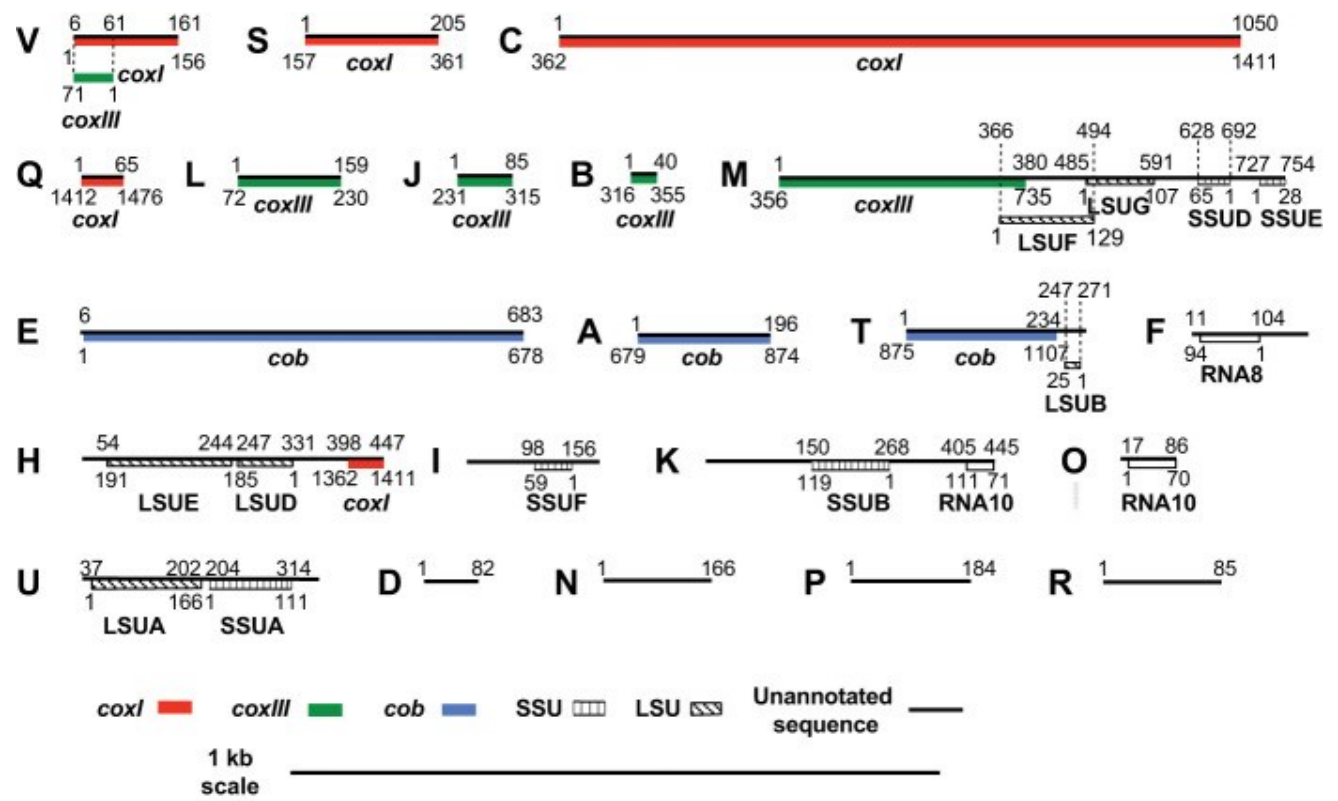 6 61 161 1 205 1 1050
V S C
1 coxI 156 157 coxI 361 362 coxI 1411
71 1
coxIII
366 494 628 692
1 65 1 159 1 85 1 40 1 380 485 591 727 754
Q L J B M
1412 1476 72 coxIII 230 231 315 316 355 356 coxIII 735 1 LSUG 107 65 1 1 28
coxI coxIII coxIII SSUD SSUE
1 LSUF 129
247 271
6 683 1 196 1 234 11 104
E A T F
1 cob 678 679 cob 874 875 cob 1107 94 1
RNA8
25 1
LSUB
54 244 247 331 398 447 98 156 150 268 405 445 17 86
H I K O
191 185 1 1362 1411 59 1 119 1 111 71 1 70
LSUE LSUD coxI SSUF SSUB RNA10 RNA10
37 202 204 314 1 82 1 166 1 184 1 85
U D N P R
1 166 1 111
LSUA SSUA
coxI coxIII cob SSU LSU Unannotated
sequence
1 kb
scale